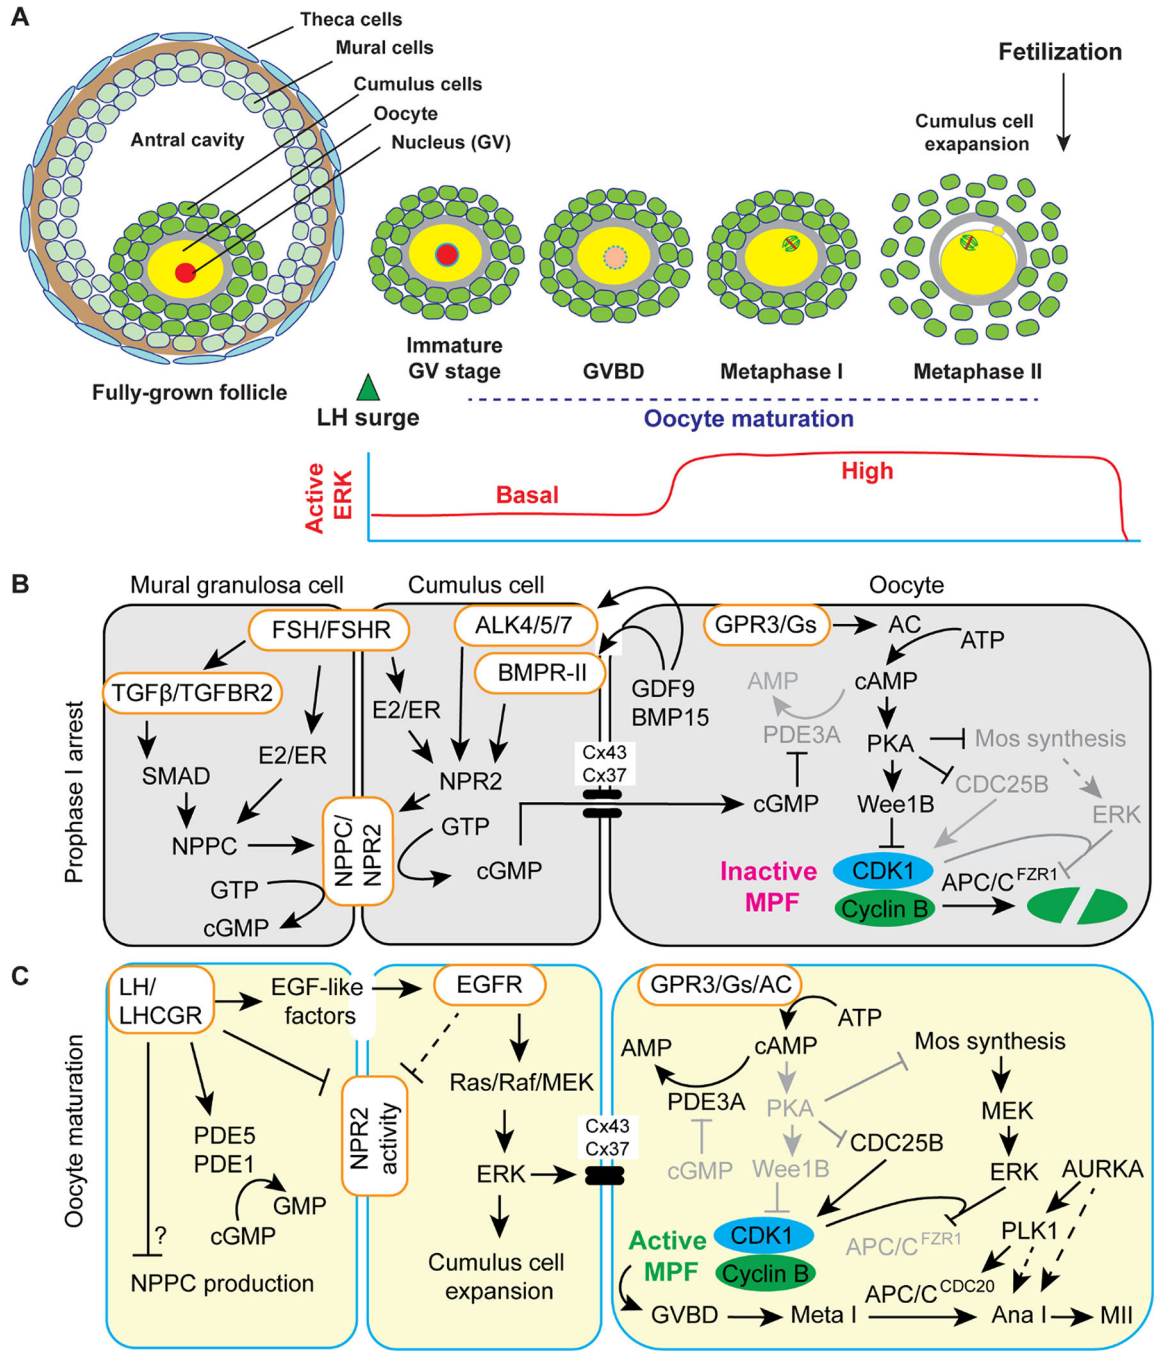 A
Theca cells
Mural cells
Cumulus cells
Oocyte
Nucleus (GV)
Antral cavity
Fully-grown follicle
Fetilization
Cumulus cell
exapansion
Immature
GV stage
GVBD
Metaphase I
Metaphase II
LH surge
Oocyte maturation
Active
ERK
Basal
High
B
Mural granulosa cell
Cumulus cell
Oocyte
Prophase I arrest
FSH/FSHR
TGFβ/TGFBR2
SMAD
E2/ER
NPPC
GTP
cGMP
NPPC/
NPR2
ALK4/5/7
BMPR-II
E2/ER
NPR2
GTP
cGMP
Cx43
Cx37
GDF9
BMP15
GPR3/Gs
AC
ATP
AMP
cAMP
PDE3A
PKA
Mos synthesis
cGMP
Wee1B
CDC25B
ERK
Inactive
MPF
CDK1
Cyclin B
APC/C FZR1
C
Oocyte maturation
LH/
LHCGR
EGF-like
factors
EGFR
PDE5
PDE1
cGMP
GMP
?
NPPC production
NPR2
activity
Ras/Raf/MEK
ERK
Cumulus cell
expansion
Cx43
Cx37
GPR3/Gs/AC
ATP
AMP
cAMP
Mos synthesis
PDE3A
PKA
MEK
cGMP
Wee1B
CDC25B
ERK
AURKA
Active
MPF
CDK1
Cyclin B
APC/C FZR1
PLK1
APC/C CDC20
GVBD
Meta I
Ana I
MII